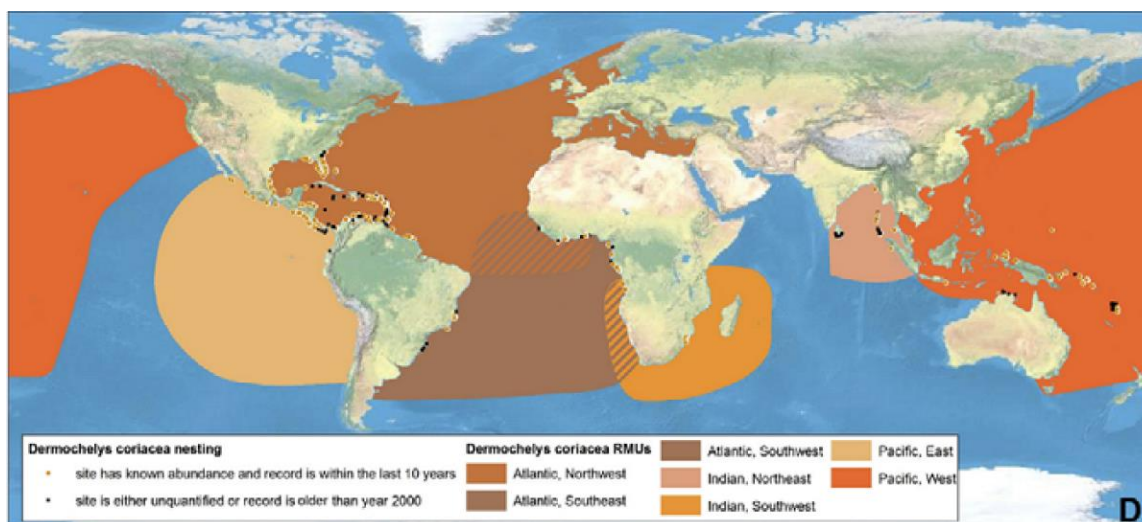 Dermochelys coriacea nesting
site has known abundance and record is within the last 10 years
site is either unquantified or record is older than year 2000
Dermochelys coriacea RMUs
Atlantic, Northwest
Atlantic, Southeast
Atlantic, Southwest
Indian, Northeast
Indian, Southwest
Pacific, East
Pacific, West
D